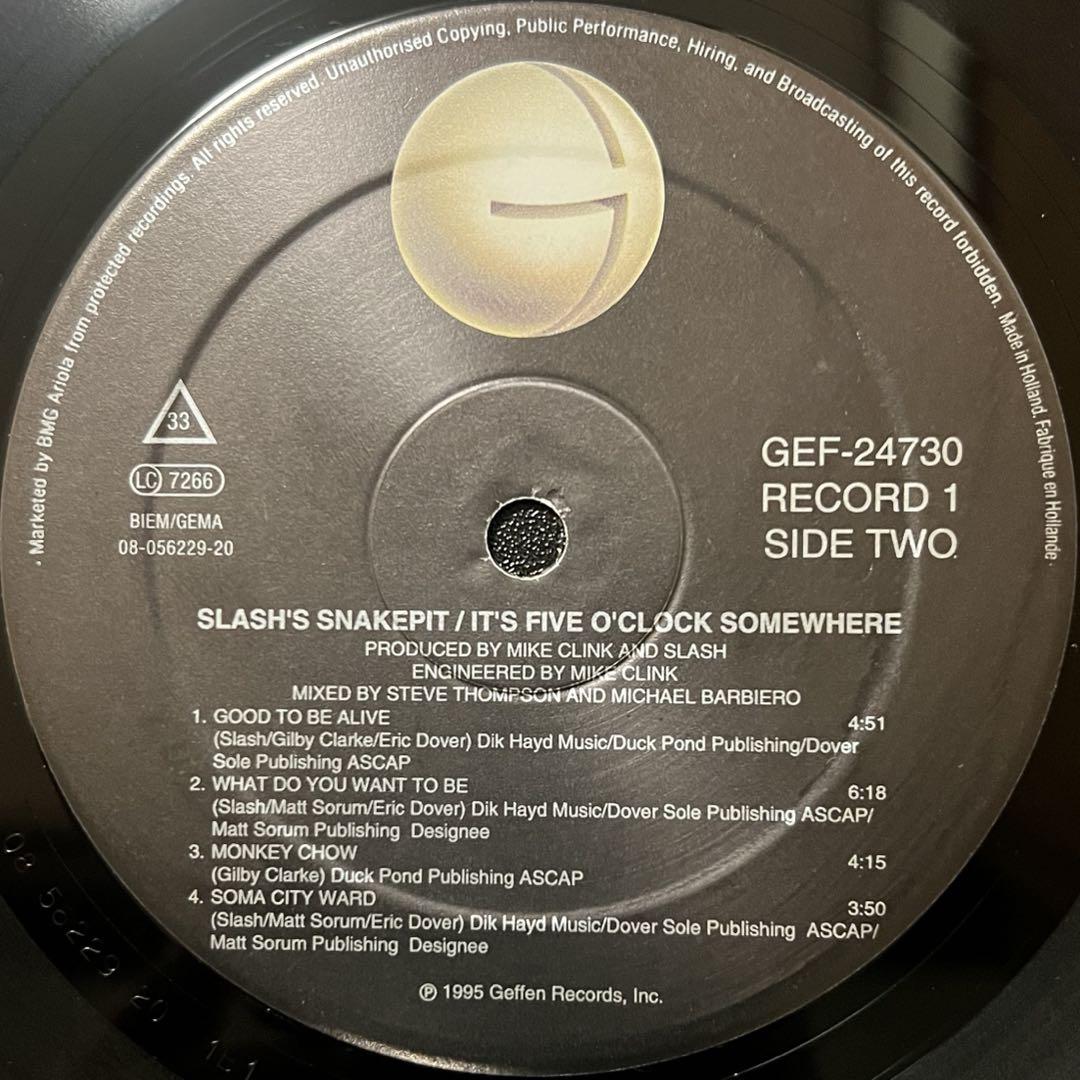 · Marketed by BMG Ariola from protected recordings. All rights reserved. Unauthorised Copying, Public Performance, Hiring, and Broadcasting of this record forbidden. Made in Holland. Fabrique en Hollande ·
33
LC 7266
BIEM/GEMA
08-056229-20
GEF-24730
RECORD 1
SIDE TWO
SLASH'S SNAKEPIT / IT'S FIVE O'CLOCK SOMEWHERE
PRODUCED BY MIKE CLINK AND SLASH
ENGINEERED BY MIKE CLINK
MIXED BY STEVE THOMPSON AND MICHAEL BARBIERO
1. GOOD TO BE ALIVE 4:51
(Slash/Gilby Clarke/Eric Dover) Dik Hayd Music/Duck Pond Publishing/Dover
Sole Publishing ASCAP
2. WHAT DO YOU WANT TO BE 6:18
(Slash/Matt Sorum/Eric Dover) Dik Hayd Music/Dover Sole Publishing ASCAP/
Matt Sorum Publishing Designee
3. MONKEY CHOW 4:15
(Gilby Clarke) Duck Pond Publishing ASCAP
4. SOMA CITY WARD 3:50
(Slash/Matt Sorum/Eric Dover) Dik Hayd Music/Dover Sole Publishing ASCAP/
Matt Sorum Publishing Designee
℗ 1995 Geffen Records, Inc.
08 56229 20 1E1